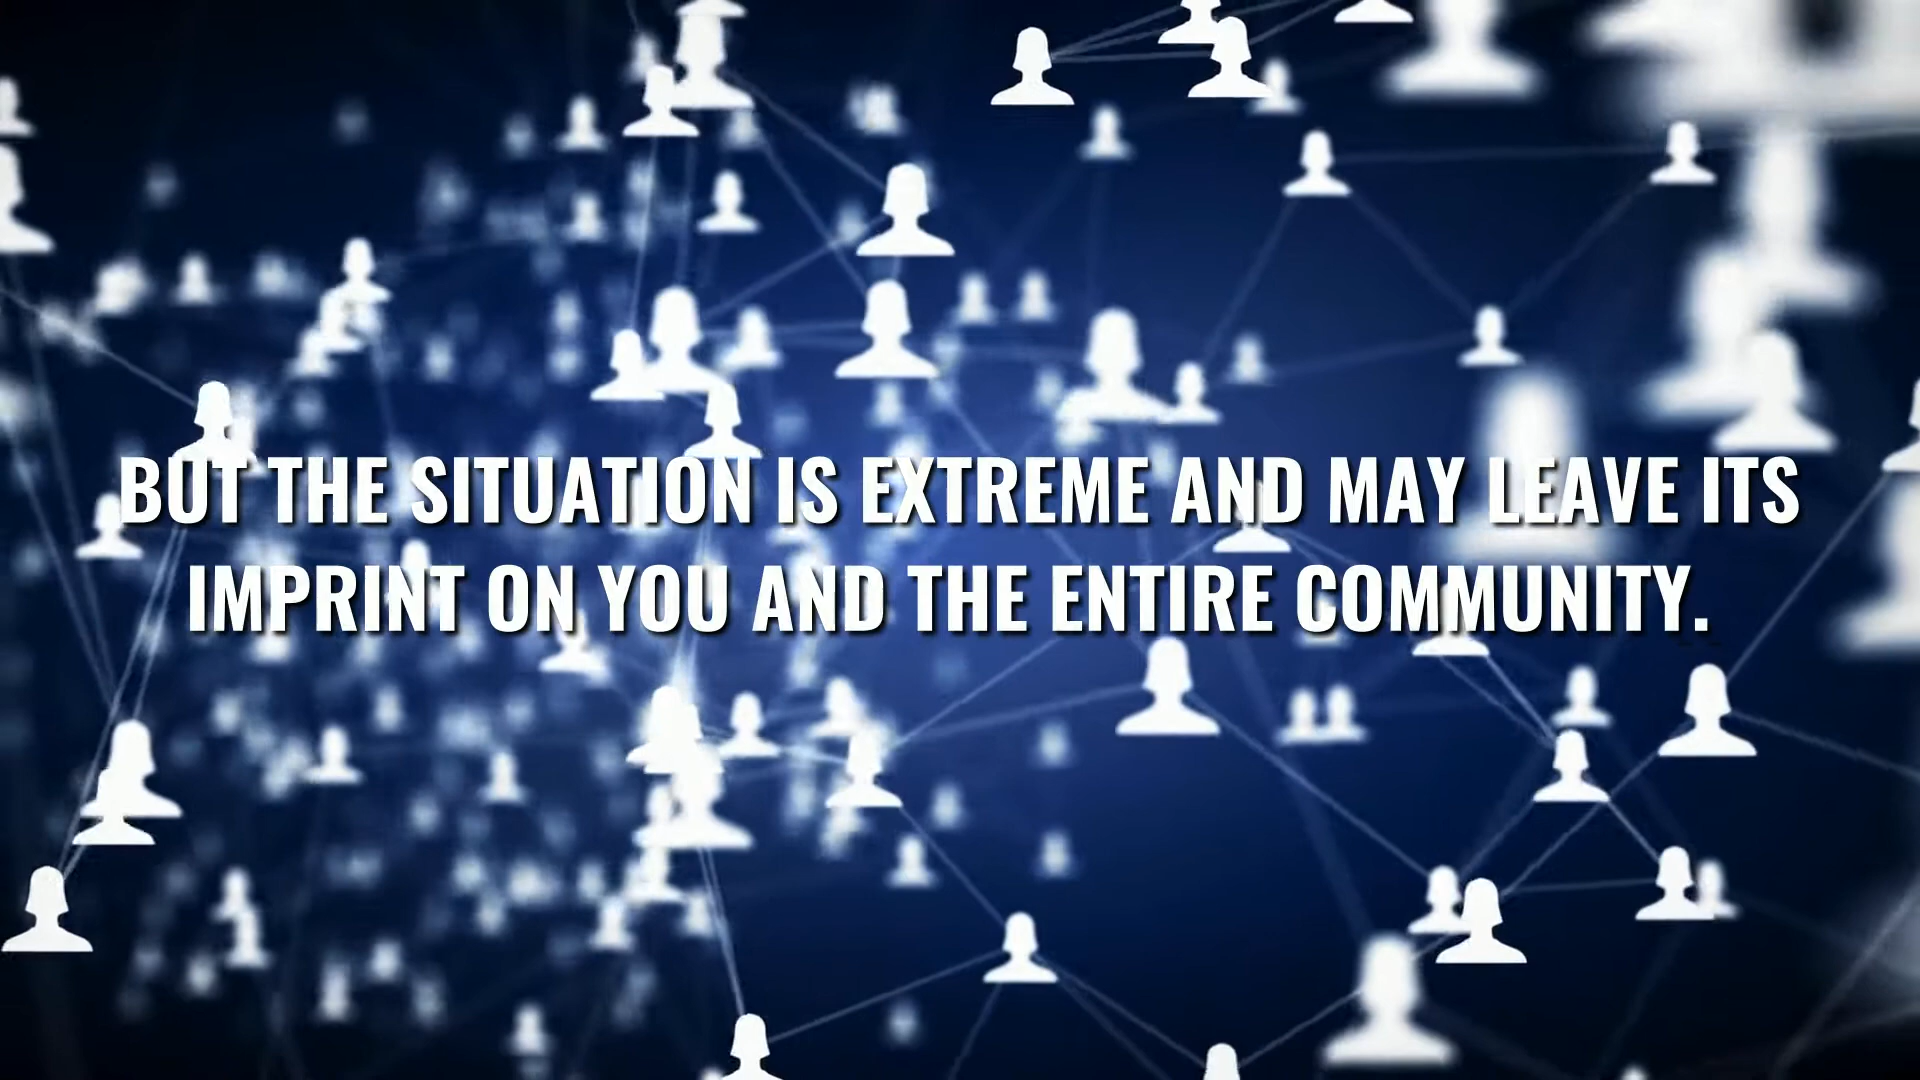 BUT THE SITUATION IS EXTREME AND MAY LEAVE ITS
IMPRINT ON YOU AND THE ENTIRE COMMUNITY.